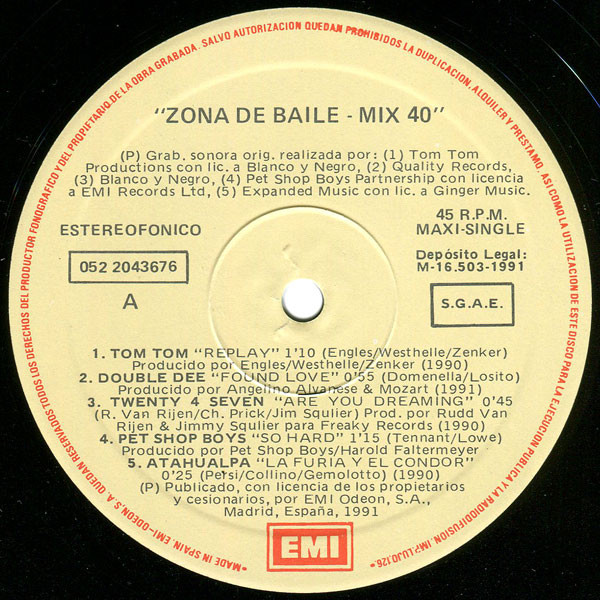 MADE IN SPAIN. EMI-ODEON, S.A. QUEDAN RESERVADOS TODOS LOS DERECHOS DEL PRODUCTOR FONOGRAFICO Y DEL PROPIETARIO DE LA OBRA GRABADA. SALVO AUTORIZACION QUEDAN PROHIBIDOS LA DUPLICACION, ALQUILER Y PRESTAMO, ASI COMO LA UTILIZACION DE ESTE DISCO PARA LA EJECUCION PUBLICA Y LA RADIODIFUSION. IMP. LUJO, 126.
"ZONA DE BAILE - MIX 40"
(P) Grab. sonora orig. realizada por: (1) Tom Tom
Productions con lic. a Blanco y Negro, (2) Quality Records,
(3) Blanco y Negro, (4) Pet Shop Boys Partnership con licencia
a EMI Records Ltd, (5) Expanded Music con lic. a Ginger Music.
ESTEREOFONICO
45 R.P.M.
MAXI-SINGLE
052 2043676
Depósito Legal:
M-16.503-1991
A
S.G.A.E.
1. TOM TOM "REPLAY" 1'10 (Engles/Westhelle/Zenker)
Producido por Engles/Westhelle/Zenker (1990)
2. DOUBLE DEE "FOUND LOVE" 0'55 (Domenella/Losito)
Producido por Angelino Alvanese & Mozart (1991)
3. TWENTY 4 SEVEN "ARE YOU DREAMING" 0'45
(R. Van Rijen/Ch. Prick/Jim Squlier) Prod. por Rudd Van
Rijen & Jimmy Squlier para Freaky Records (1990)
4. PET SHOP BOYS "SO HARD" 1'15 (Tennant/Lowe)
Producido por Pet Shop Boys/Harold Faltermeyer
5. ATAHUALPA "LA FURIA Y EL CONDOR"
0'25 (Pefsi/Collino/Gemolotto) (1990)
(P) Publicado, con licencia de los propietarios
y cesionarios, por EMI Odeon, S.A.,
Madrid, España, 1991
EMI